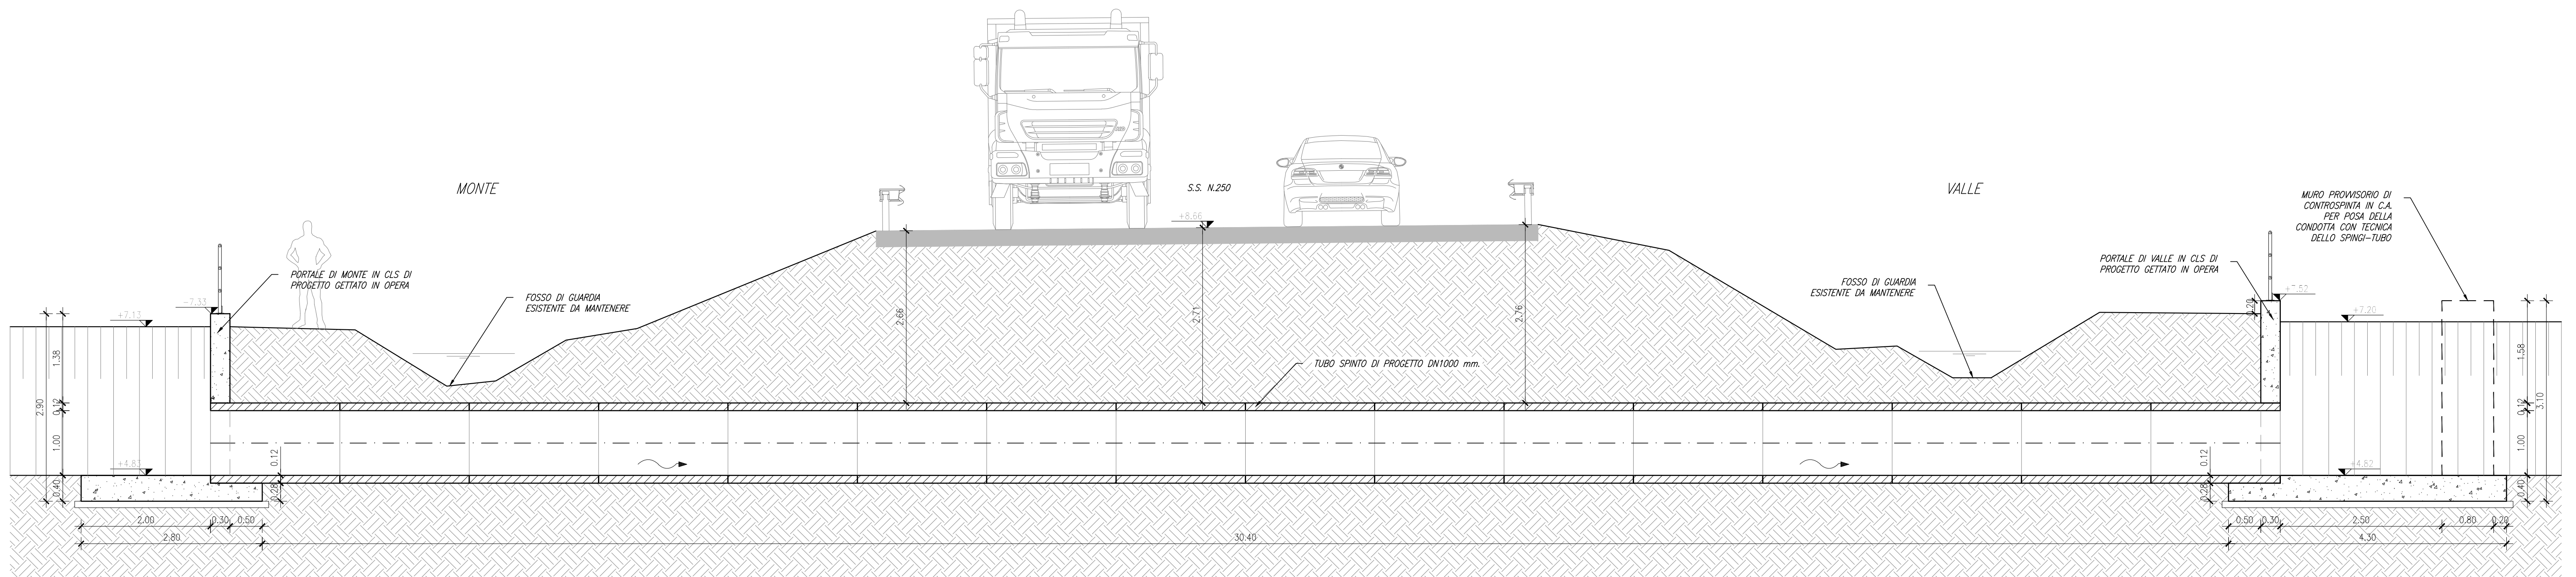 MONTE
S.S. N.250
VALLE
MURO PROVVISORIO DI
CONTROSPINTA IN C.A.
PER POSA DELLA
CONDOTTA CON TECNICA
DELLO SPINGI-TUBO
+8.66
PORTALE DI MONTE IN CLS DI
PROGETTO GETTATO IN OPERA
PORTALE DI VALLE IN CLS DI
PROGETTO GETTATO IN OPERA
FOSSO DI GUARDIA
ESISTENTE DA MANTENERE
FOSSO DI GUARDIA
ESISTENTE DA MANTENERE
-7.33
+7.13
+7.52
+7.20
0.20
2.66
2.71
2.76
TUBO SPINTO DI PROGETTO DN1000 mm.
2.90
1.38
0.12
1.00
0.40
1.58
0.12
1.00
0.40
3.10
+4.82
0.12
0.28
0.12
0.28
2.00
0.30
0.50
2.80
30.40
0.50
0.30
2.50
0.80
0.20
4.30